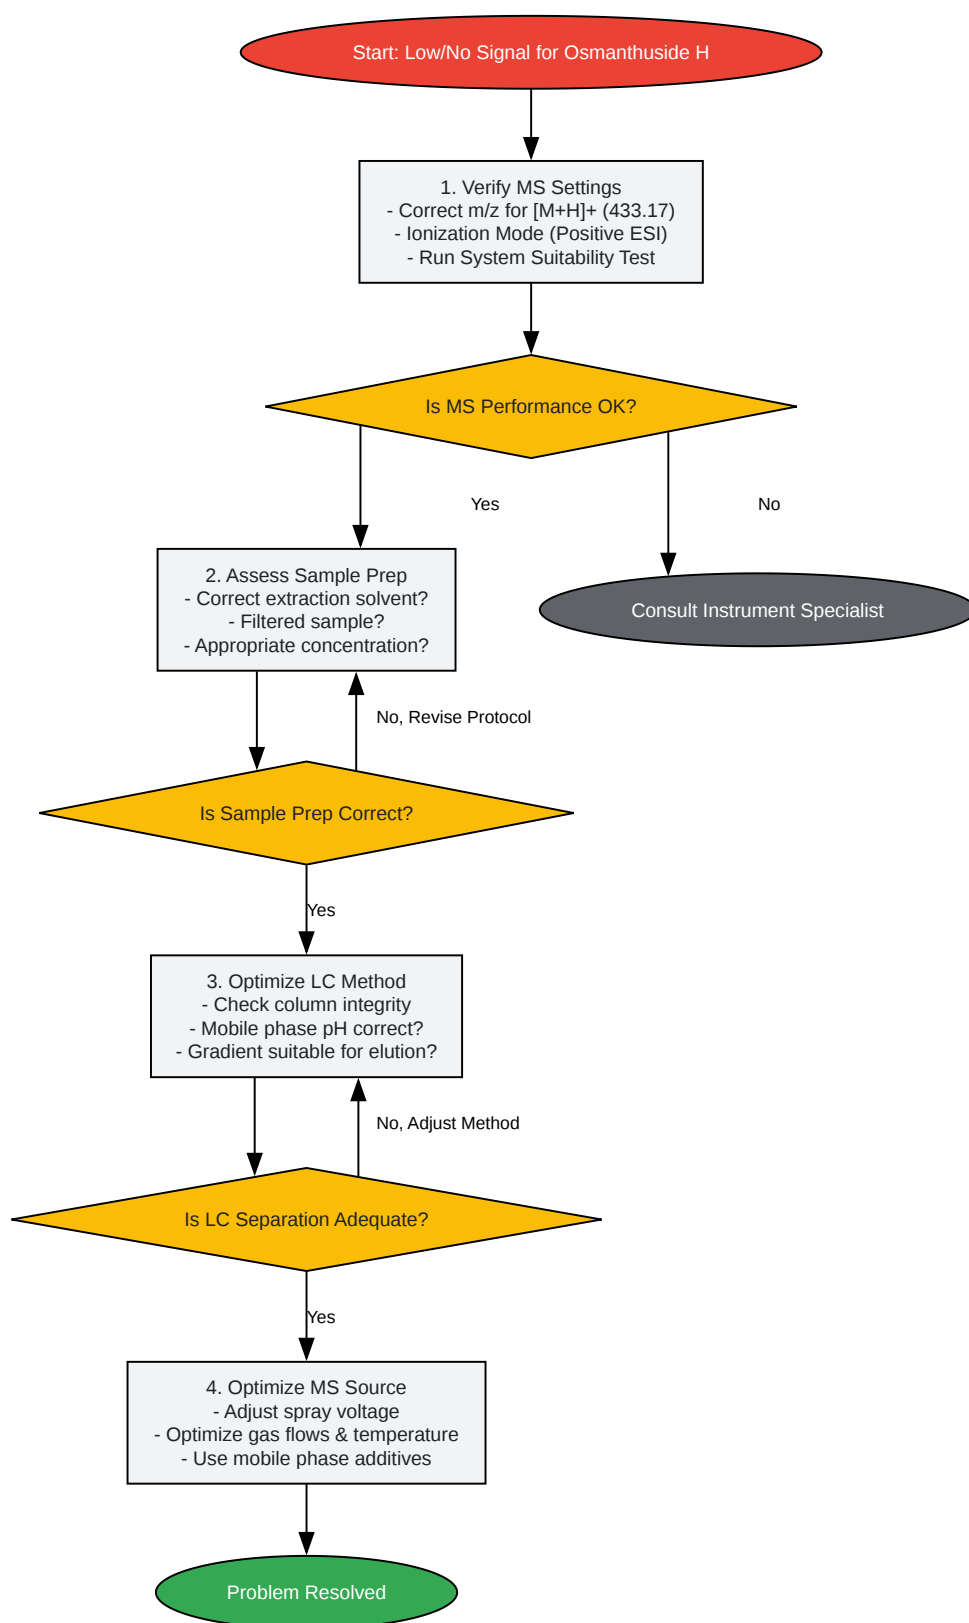 Start: Low/No Signal for Osmanthuside H
1. Verify MS Settings
- Correct m/z for [M+H]+ (433.17)
- Ionization Mode (Positive ESI)
- Run System Suitability Test
Is MS Performance OK?
Yes
No
2. Assess Sample Prep
- Correct extraction solvent?
- Filtered sample?
- Appropriate concentration?
Consult Instrument Specialist
No, Revise Protocol
Is Sample Prep Correct?
Yes
3. Optimize LC Method
- Check column integrity
- Mobile phase pH correct?
- Gradient suitable for elution?
No, Adjust Method
Is LC Separation Adequate?
Yes
4. Optimize MS Source
- Adjust spray voltage
- Optimize gas flows & temperature
- Use mobile phase additives
Problem Resolved